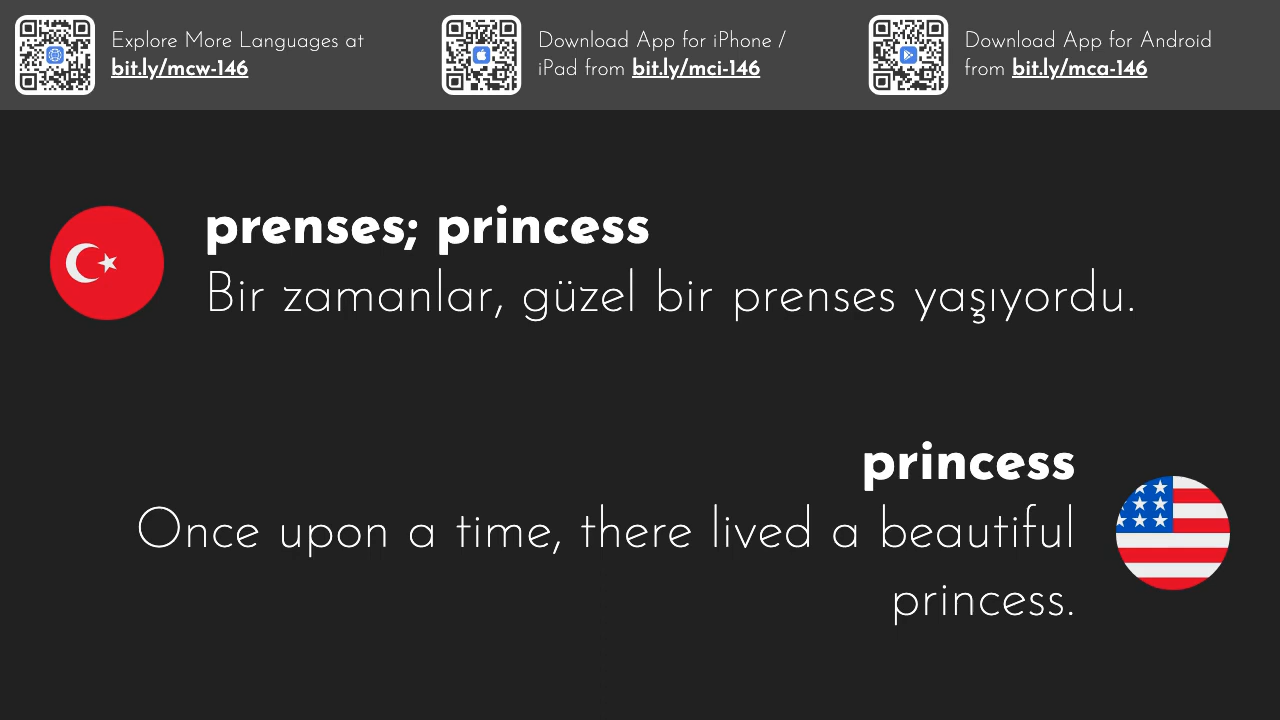 Explore More Languages at
bit.ly/mcw-146
Download App for iPhone /
iPad from bit.ly/mci-146
Download App for Android
from bit.ly/mca-146
prenses; princess
Bir zamanlar, güzel bir prenses yaşıyordu.
princess
Once upon a time, there lived a beautiful
princess.